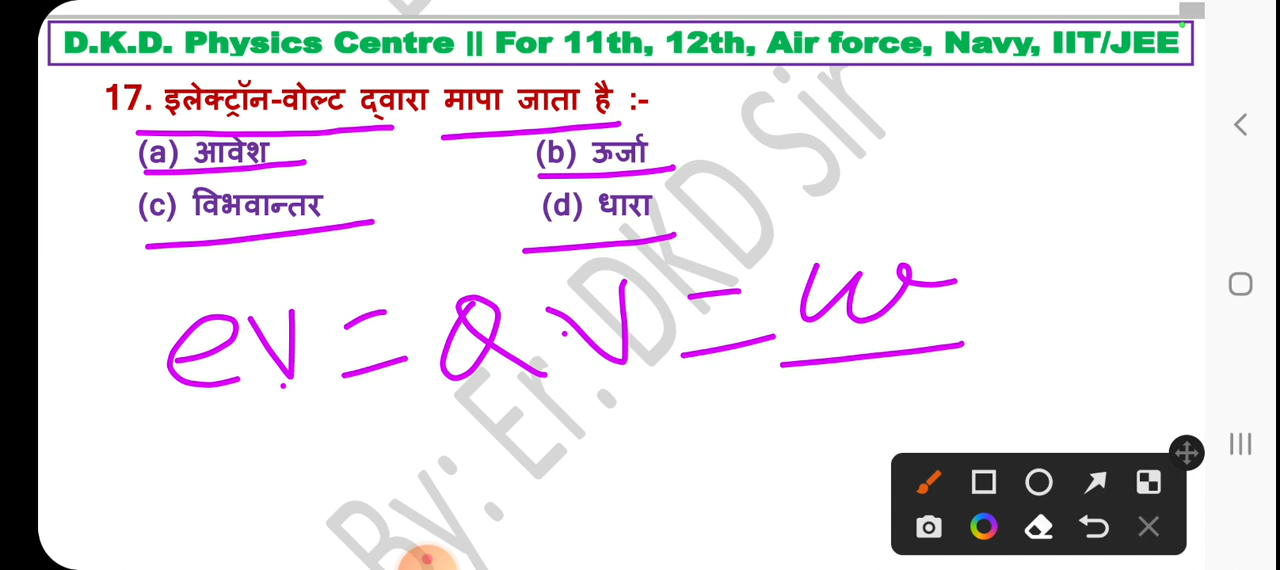 D.K.D. Physics Centre || For 11th, 12th, Air force, Navy, IIT/JEE
17. इलेक्ट्रॉन-वोल्ट द्वारा मापा जाता है :-
(a) आवेश (b) ऊर्जा
(c) विभवान्तर (d) धारा
ev = Q.V = w
By: Er. DKD Sir